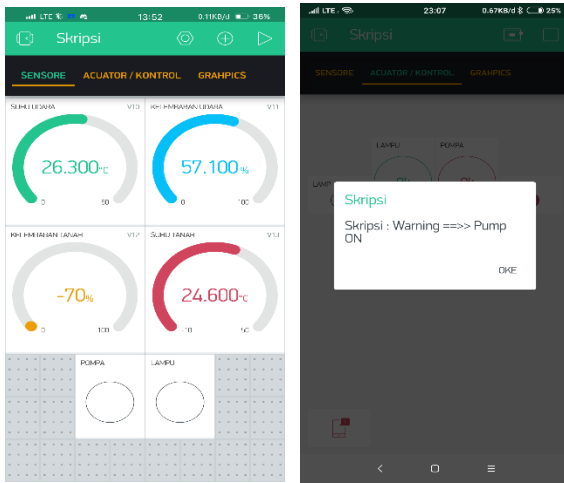 LTE
13:52
0.11KB/d
36%
Skripsi
SENSORE
ACUATOR / KONTROL
GRAHPICS
SUHU UDARA
V10
KELEMBABAN UDARA
V11
26.300°C
0
50
57.100%
0
100
KELEMBABAN TANAH
V12
SUHU TANAH
V13
-70%
0
100
24.600°C
-10
50
POMPA
LAMPU
LTE
23:07
0.67KB/d
25%
Skripsi
SENSORE
ACUATOR / KONTROL
GRAHPICS
LAMPU
POMPA
LAMP
Skripsi
Skripsi : Warning ==>> Pump
ON
OKE